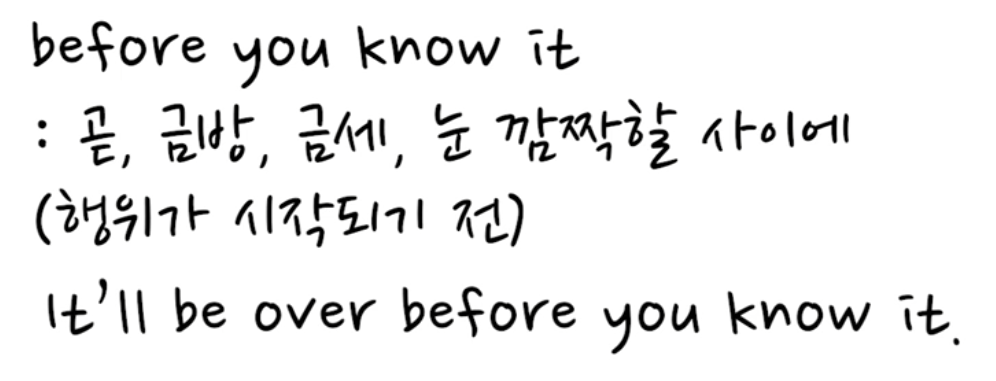 before you know it
: 곧, 금방, 금세, 눈 깜짝할 사이에
(행위가 시작되기 전)
It'll be over before you know it.